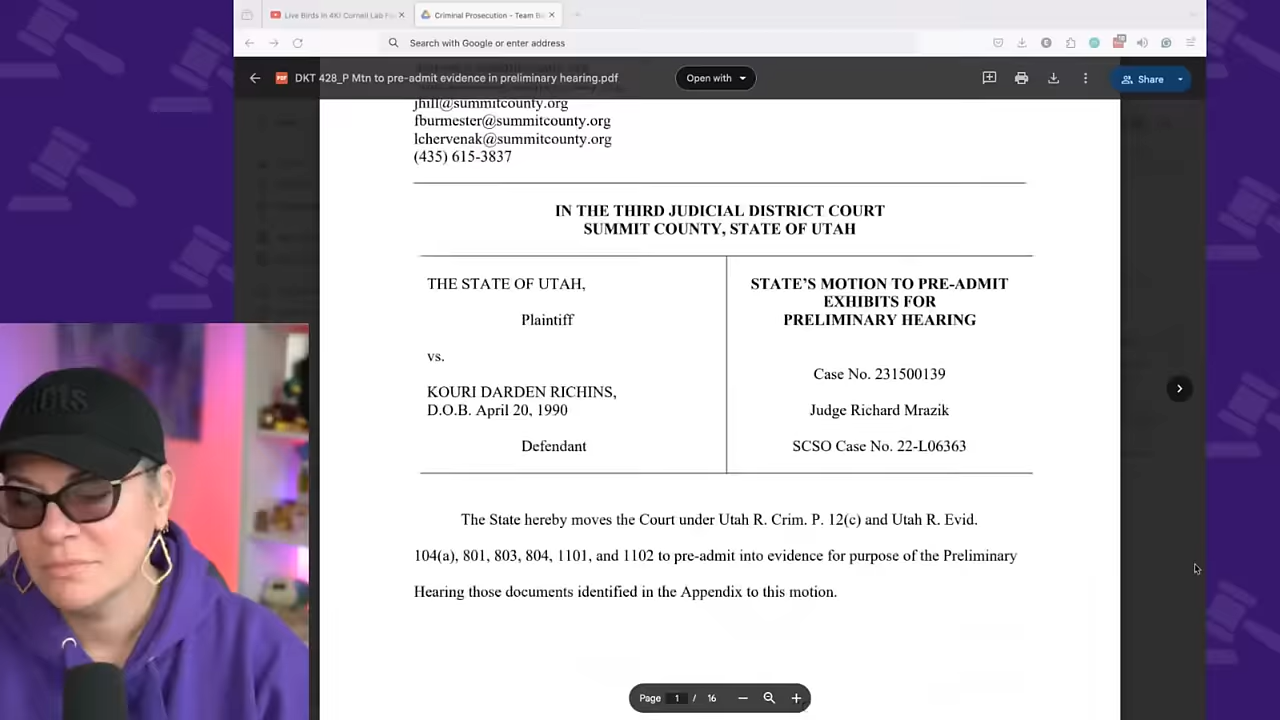 Live Birds In 4K! Cornell Lab Fe
Criminal Prosecution - Team B
Search with Google or enter address
DKT 428_P Mtn to pre-admit evidence in preliminary hearing.pdf
Open with
Share
jhill@summitcounty.org
fburmester@summitcounty.org
lchervenak@summitcounty.org
(435) 615-3837
IN THE THIRD JUDICIAL DISTRICT COURT
SUMMIT COUNTY, STATE OF UTAH
THE STATE OF UTAH,
Plaintiff
vs.
KOURI DARDEN RICHINS,
D.O.B. April 20, 1990
Defendant
STATE'S MOTION TO PRE-ADMIT
EXHIBITS FOR
PRELIMINARY HEARING
Case No. 231500139
Judge Richard Mrazik
SCSO Case No. 22-L06363
The State hereby moves the Court under Utah R. Crim. P. 12(c) and Utah R. Evid.
104(a), 801, 803, 804, 1101, and 1102 to pre-admit into evidence for purpose of the Preliminary
Hearing those documents identified in the Appendix to this motion.
Page 1 / 16